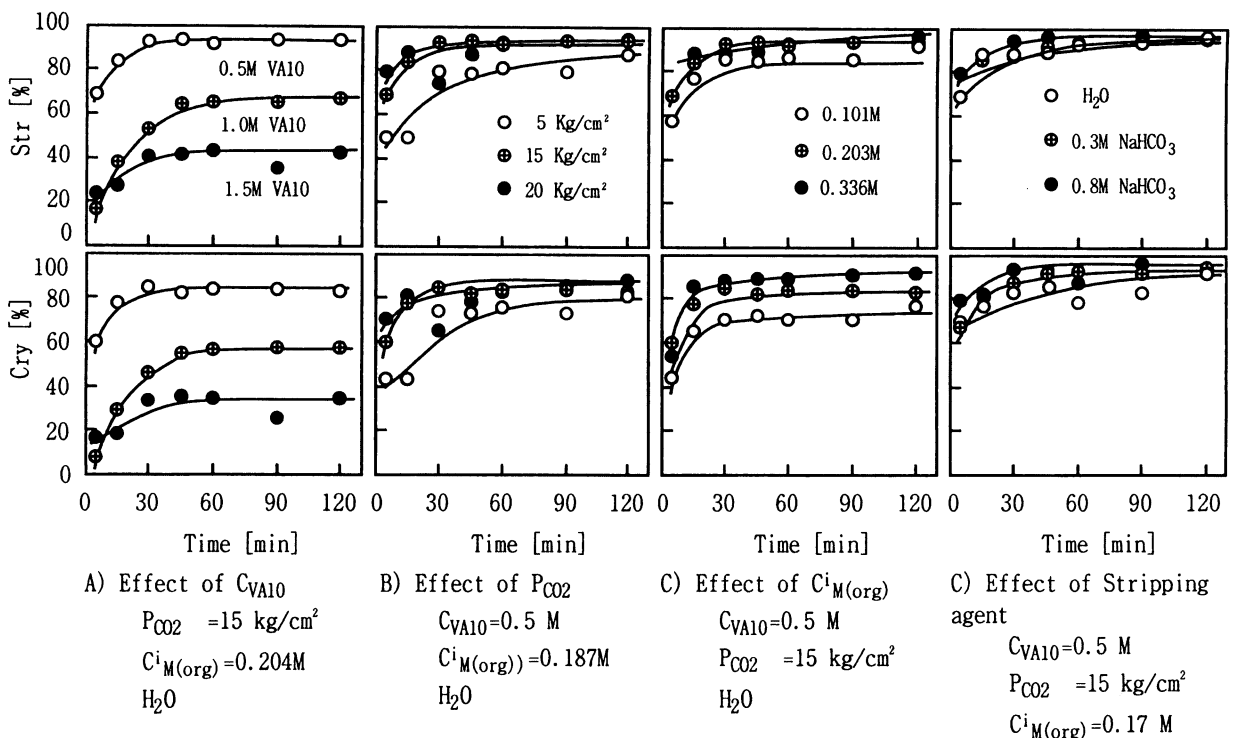 Str [%]
100
80
60
40
20
0
0.5M VA10
1.0M VA10
1.5M VA10
5 Kg/cm²
15 Kg/cm²
20 Kg/cm²
0.101M
0.203M
0.336M
H₂O
0.3M NaHCO₃
0.8M NaHCO₃
Cry [%]
100
80
60
40
20
0
0 30 60 90 120 0 30 60 90 120 0 30 60 90 120 0 30 60 90 120
Time [min] Time [min] Time [min] Time [min]
A) Effect of C_VA10
P_CO2 =15 kg/cm²
Cⁱ_M(org) =0.204M
H₂O
B) Effect of P_CO2
C_VA10=0.5 M
Cⁱ_M(org)) =0.187M
H₂O
C) Effect of Cⁱ_M(org)
C_VA10=0.5 M
P_CO2 =15 kg/cm²
H₂O
C) Effect of Stripping
agent
C_VA10=0.5 M
P_CO2 =15 kg/cm²
Cⁱ_M(org)=0.17 M